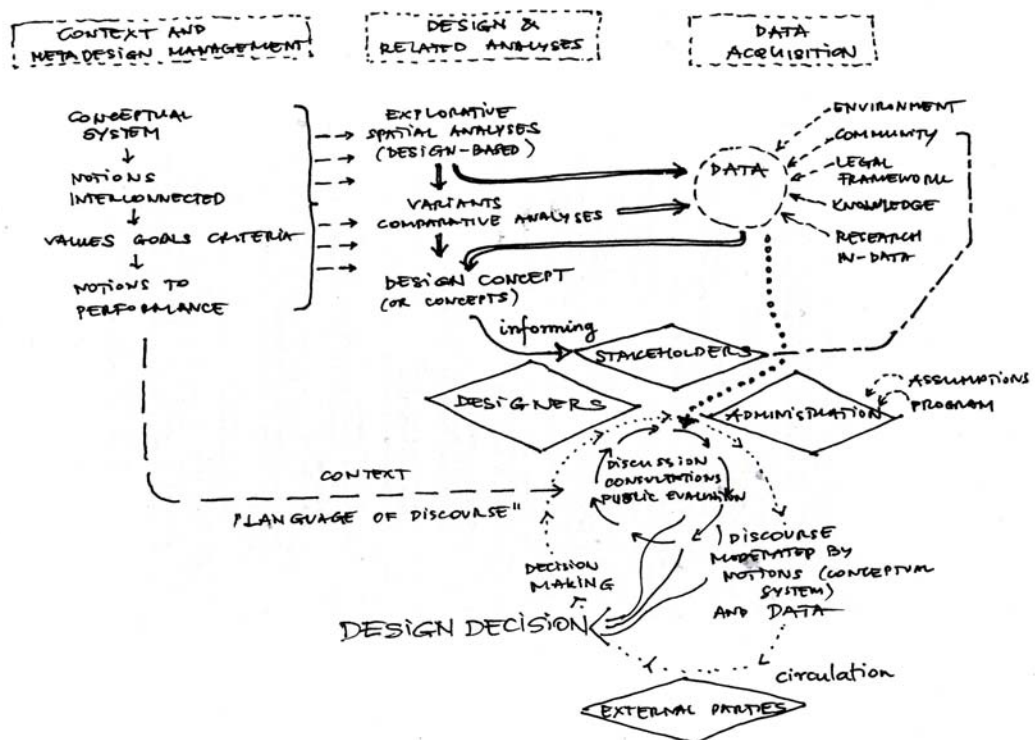 CONTEXT AND
METADESIGN MANAGEMENT
DESIGN &
RELATED ANALYSES
DATA
ACQUISITION
CONCEPTUAL
SYSTEM
NOTIONS
INTERCONNECTED
VALUES GOALS CRITERIA
NOTIONS TO
PERFORMANCE
EXPLORATIVE
SPATIAL ANALYSES
(DESIGN-BASED)
VARIANTS
COMPARATIVE ANALYSES
DESIGN CONCEPT
(OR CONCEPTS)
DATA
ENVIRONMENT
COMMUNITY
LEGAL
FRAMEWORK
KNOWLEDGE
RESEARCH
IN-DATA
informing
STAKEHOLDERS
DESIGNERS
ADMINISTRATION
ASSUMPTIONS
PROGRAM
DISCUSSION
CONSULTATIONS
PUBLIC EVALUATION
CONTEXT
"LANGUAGE OF DISCOURSE"
DISCOURSE
MODERATED BY
NOTIONS (CONCEPTUAL
SYSTEM)
AND DATA
DECISION
MAKING
DESIGN DECISION
circulation
EXTERNAL PARTIES